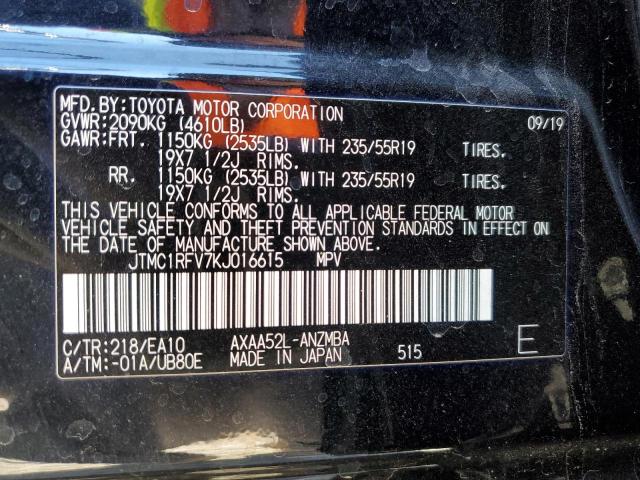 MFD.BY:TOYOTA MOTOR CORPORATION 09/19
GVWR:2090KG (4610LB)
GAWR:FRT. 1150KG (2535LB) WITH 235/55R19 TIRES.
19X7 1/2J RIMS.
RR. 1150KG (2535LB) WITH 235/55R19 TIRES.
19X7 1/2J RIMS.
THIS VEHICLE CONFORMS TO ALL APPLICABLE FEDERAL MOTOR
VEHICLE SAFETY AND THEFT PREVENTION STANDARDS IN EFFECT ON
THE DATE OF MANUFACTURE SHOWN ABOVE.
JTMC1RFV7KJ016615 MPV
C/TR:218/EA10 AXAA52L-ANZMBA
A/TM:-01A/UB80E MADE IN JAPAN 515 E